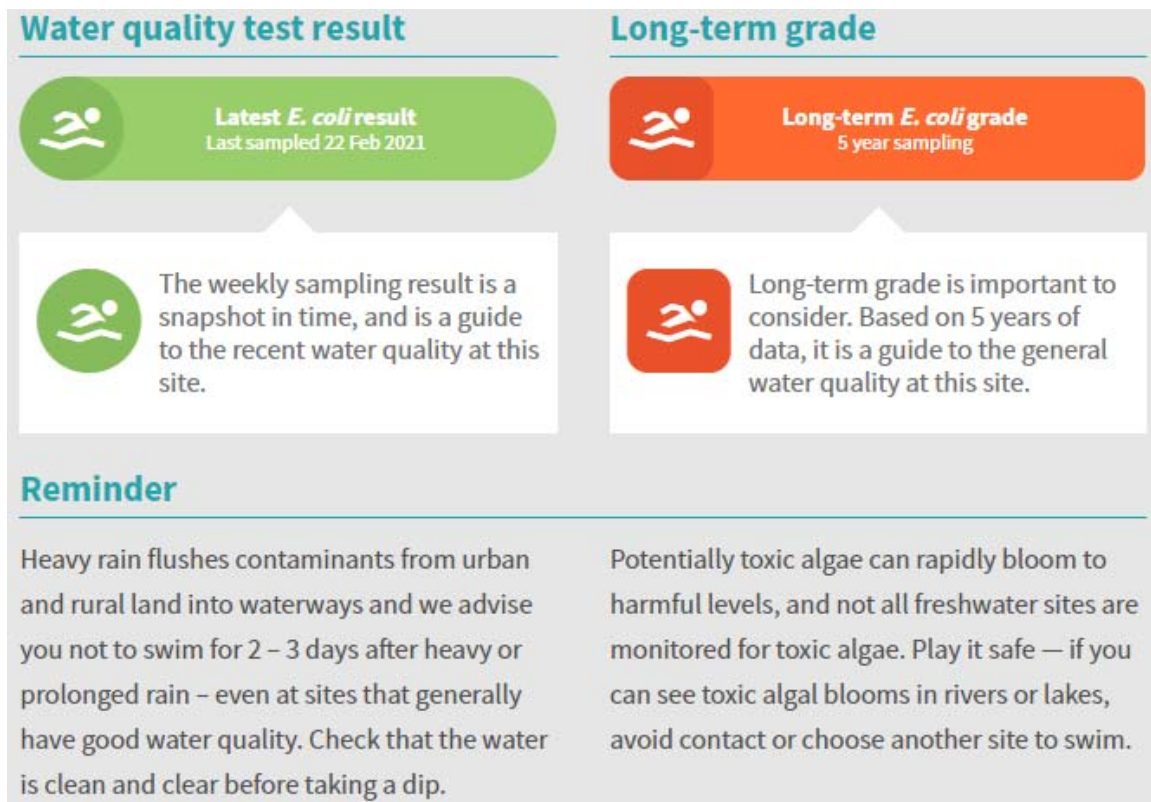 Water quality test result
Latest E. coli result
Last sampled 22 Feb 2021
The weekly sampling result is a
snapshot in time, and is a guide
to the recent water quality at this
site.
Long-term grade
Long-term E. coli grade
5 year sampling
Long-term grade is important to
consider. Based on 5 years of
data, it is a guide to the general
water quality at this site.
Reminder
Heavy rain flushes contaminants from urban
and rural land into waterways and we advise
you not to swim for 2 – 3 days after heavy or
prolonged rain – even at sites that generally
have good water quality. Check that the water
is clean and clear before taking a dip.
Potentially toxic algae can rapidly bloom to
harmful levels, and not all freshwater sites are
monitored for toxic algae. Play it safe — if you
can see toxic algal blooms in rivers or lakes,
avoid contact or choose another site to swim.